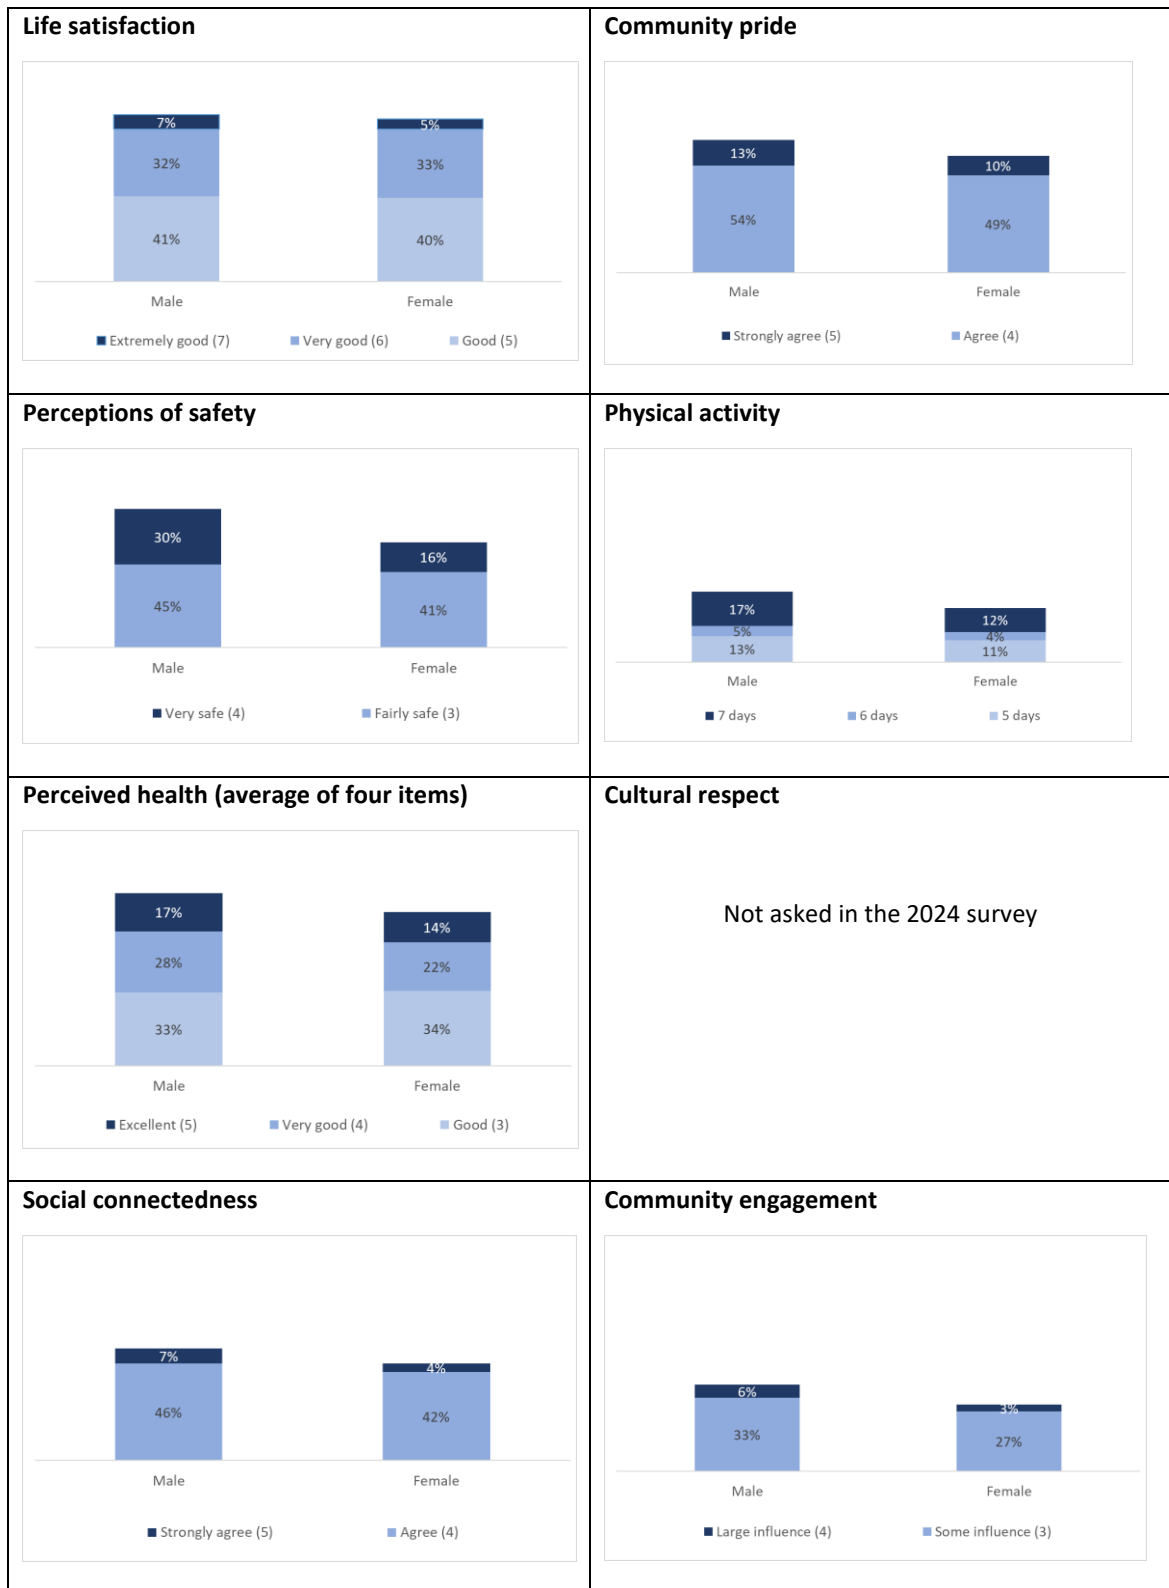 Life satisfaction
7%
5%
32%
33%
41%
40%
Male
Female
Extremely good (7)
Very good (6)
Good (5)
Community pride
13%
10%
54%
49%
Male
Female
Strongly agree (5)
Agree (4)
Perceptions of safety
30%
16%
45%
41%
Male
Female
Very safe (4)
Fairly safe (3)
Physical activity
17%
12%
5%
4%
13%
11%
Male
Female
7 days
6 days
5 days
Perceived health (average of four items)
17%
14%
28%
22%
33%
34%
Male
Female
Excellent (5)
Very good (4)
Good (3)
Cultural respect
Not asked in the 2024 survey
Social connectedness
7%
4%
46%
42%
Male
Female
Strongly agree (5)
Agree (4)
Community engagement
6%
3%
33%
27%
Male
Female
Large influence (4)
Some influence (3)